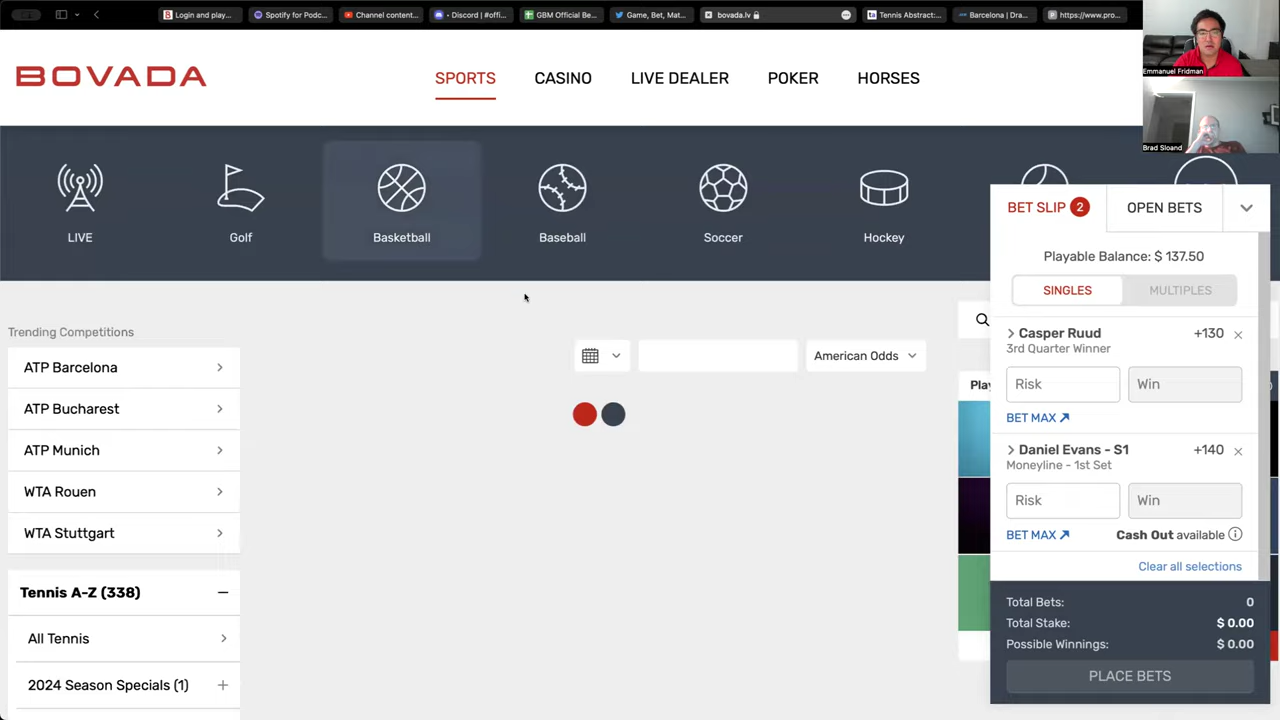 Login and play...
Spotify for Podc...
Channel content...
Discord | #offi...
GBM Official Be...
Game, Bet, Mat...
bovada.lv
Tennis Abstract:...
Barcelona | Dra...
https://www.pro...
BOVADA
SPORTS
CASINO
LIVE DEALER
POKER
HORSES
Emmanuel Fridman
Brad Sloand
LIVE
Golf
Basketball
Baseball
Soccer
Hockey
BET SLIP 2
OPEN BETS
Playable Balance: $ 137.50
SINGLES
MULTIPLES
Casper Ruud +130
3rd Quarter Winner
Risk
Win
BET MAX
Daniel Evans - S1 +140
Moneyline - 1st Set
Risk
Win
BET MAX
Cash Out available
Clear all selections
Total Bets: 0
Total Stake: $ 0.00
Possible Winnings: $ 0.00
PLACE BETS
Trending Competitions
ATP Barcelona
ATP Bucharest
ATP Munich
WTA Rouen
WTA Stuttgart
Tennis A-Z (338)
All Tennis
2024 Season Specials (1)
American Odds
Play